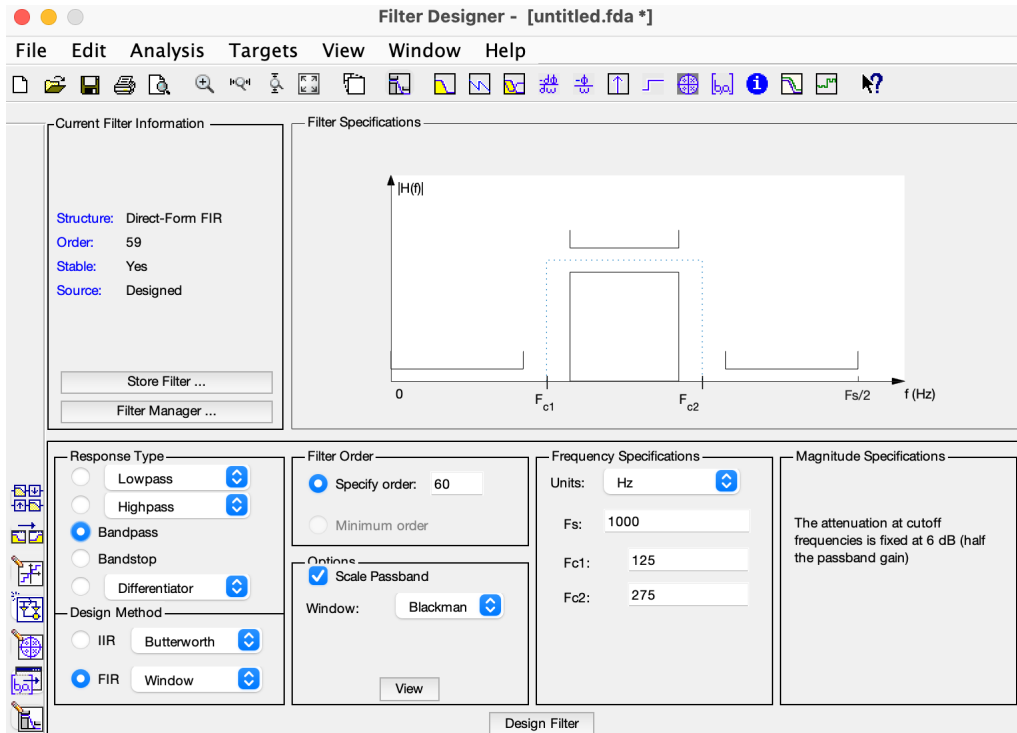 Filter Designer - [untitled.fda *]
File Edit Analysis Targets View Window Help
Current Filter Information
Structure: Direct-Form FIR
Order: 59
Stable: Yes
Source: Designed
Store Filter ...
Filter Manager ...
Filter Specifications
|H(f)|
0
Fc1
Fc2
Fs/2
f (Hz)
Response Type
Lowpass
Highpass
Bandpass
Bandstop
Differentiator
Design Method
IIR Butterworth
FIR Window
Filter Order
Specify order: 60
Minimum order
Options
Scale Passband
Window: Blackman
View
Frequency Specifications
Units: Hz
Fs: 1000
Fc1: 125
Fc2: 275
Magnitude Specifications
The attenuation at cutoff
frequencies is fixed at 6 dB (half
the passband gain)
Design Filter